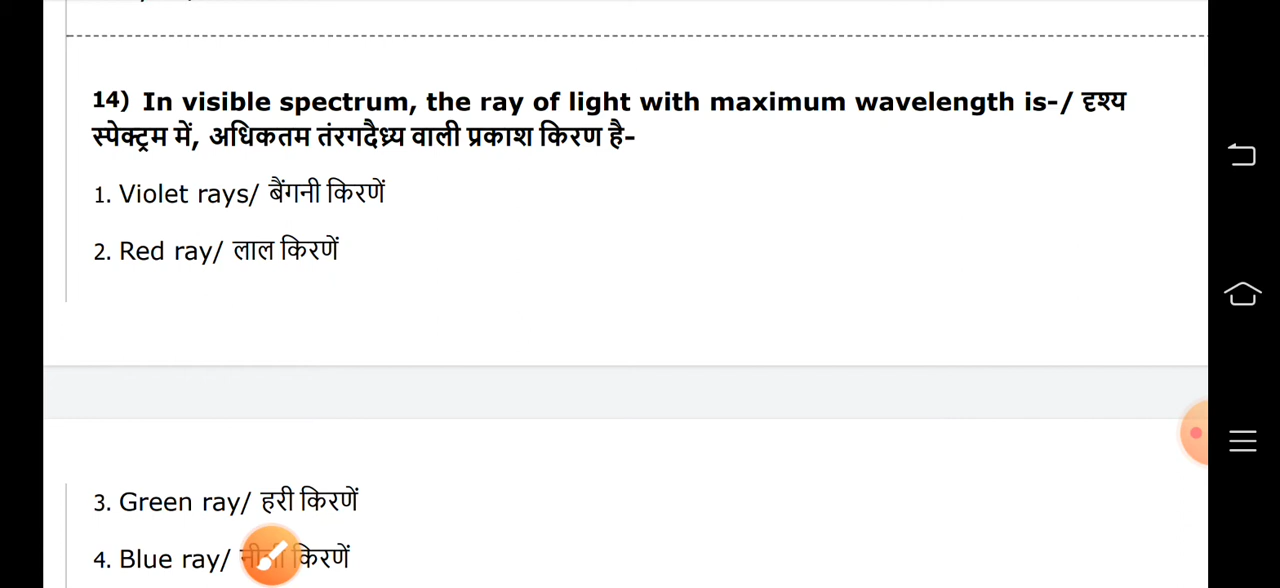 14) In visible spectrum, the ray of light with maximum wavelength is-/ दृश्य
स्पेक्ट्रम में, अधिकतम तंरगदैध्र्य वाली प्रकाश किरण है-
1. Violet rays/ बैंगनी किरणें
2. Red ray/ लाल किरणें
3. Green ray/ हरी किरणें
4. Blue ray/ किरणें